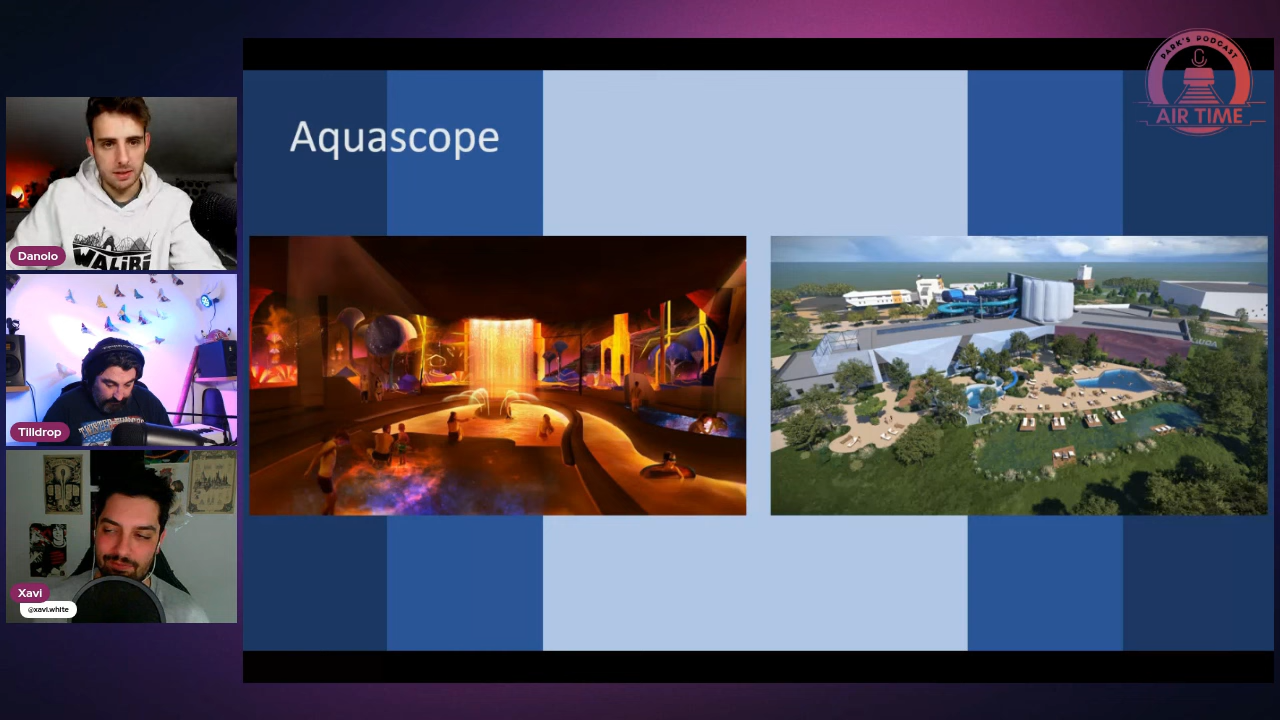 PARK'S PODCAST
AIR TIME
Aquascope
WALIBI
Danolo
Tilldrop
Xavi
@xavi.white